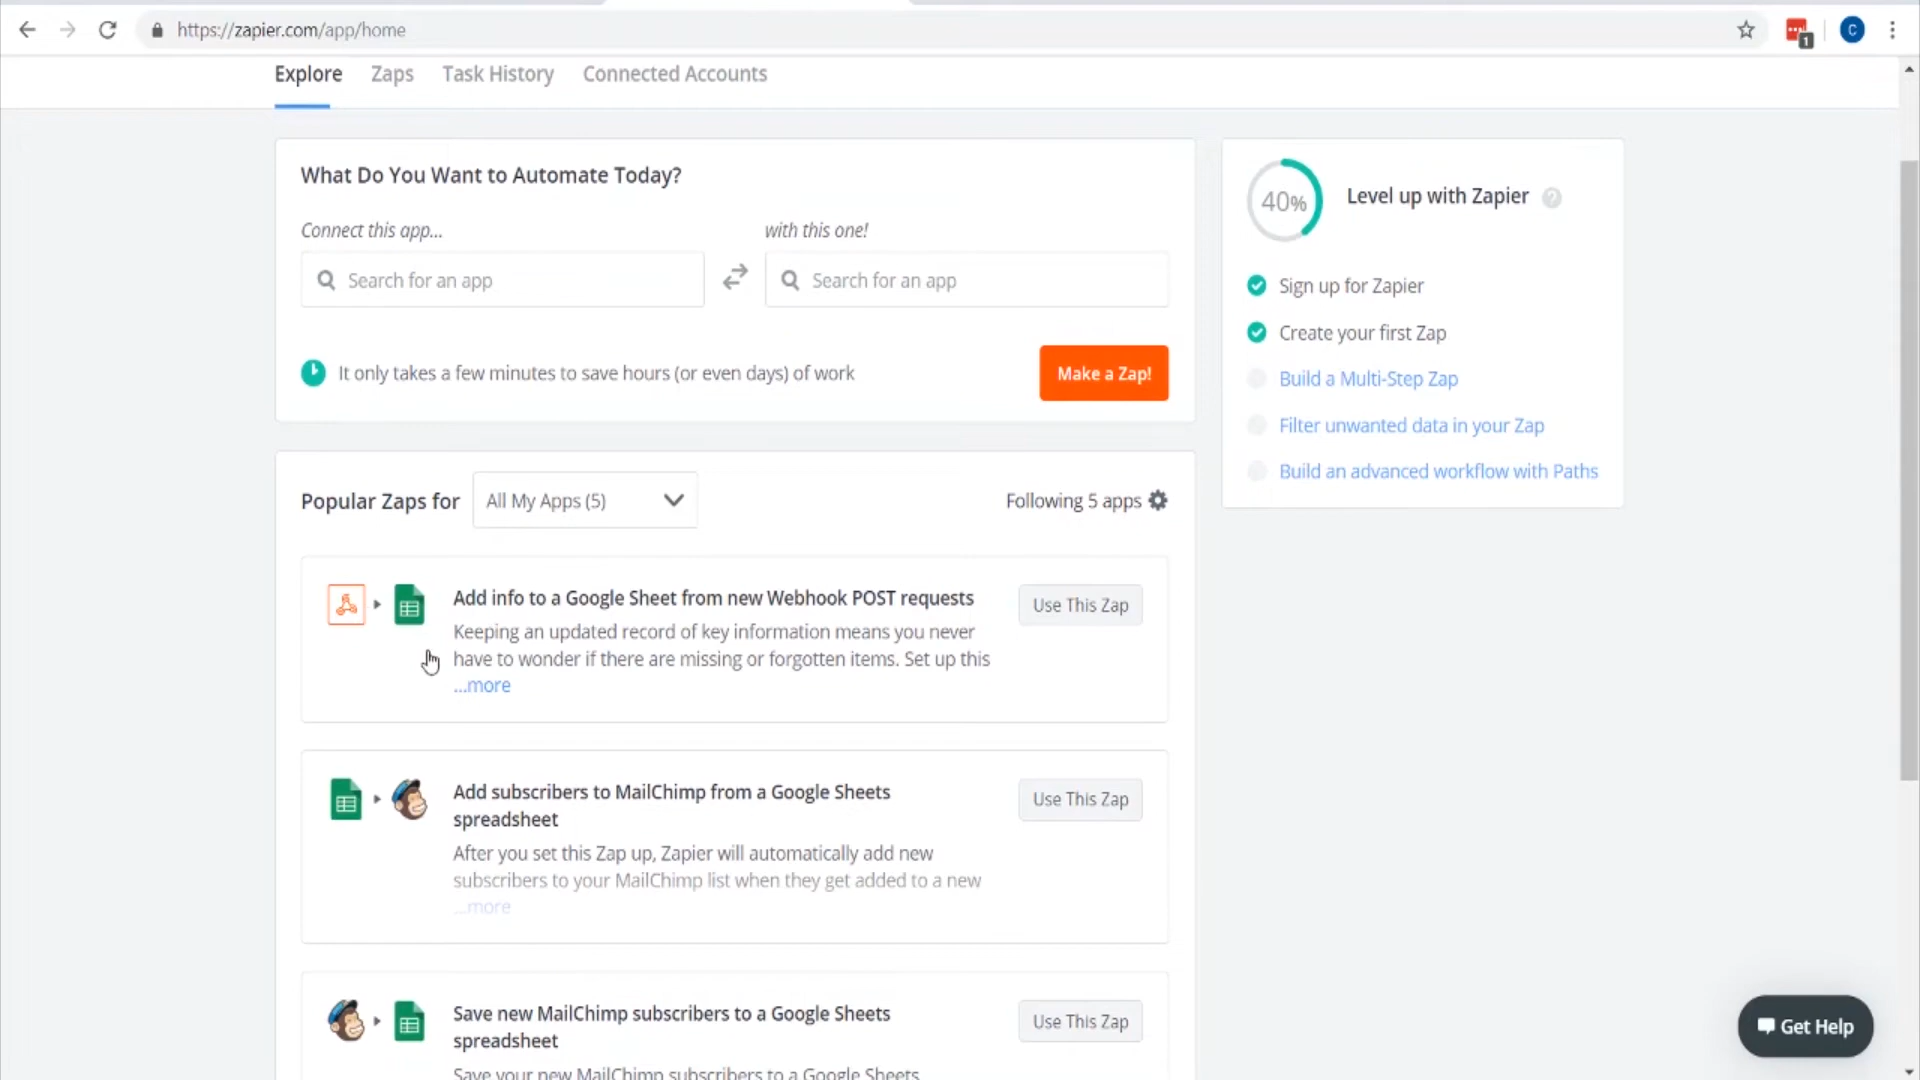 https://zapier.com/app/home
1
C
Explore Zaps Task History Connected Accounts
What Do You Want to Automate Today?
Connect this app...
with this one!
Search for an app
Search for an app
It only takes a few minutes to save hours (or even days) of work
Make a Zap!
40%
Level up with Zapier
?
Sign up for Zapier
Create your first Zap
Build a Multi-Step Zap
Filter unwanted data in your Zap
Build an advanced workflow with Paths
Popular Zaps for
All My Apps (5)
Following 5 apps
Add info to a Google Sheet from new Webhook POST requests
Keeping an updated record of key information means you never
have to wonder if there are missing or forgotten items. Set up this
...more
Use This Zap
Add subscribers to MailChimp from a Google Sheets
spreadsheet
After you set this Zap up, Zapier will automatically add new
subscribers to your MailChimp list when they get added to a new
...more
Use This Zap
Save new MailChimp subscribers to a Google Sheets
spreadsheet
Save your new MailChimp subscribers to a Google Sheets
Use This Zap
Get Help